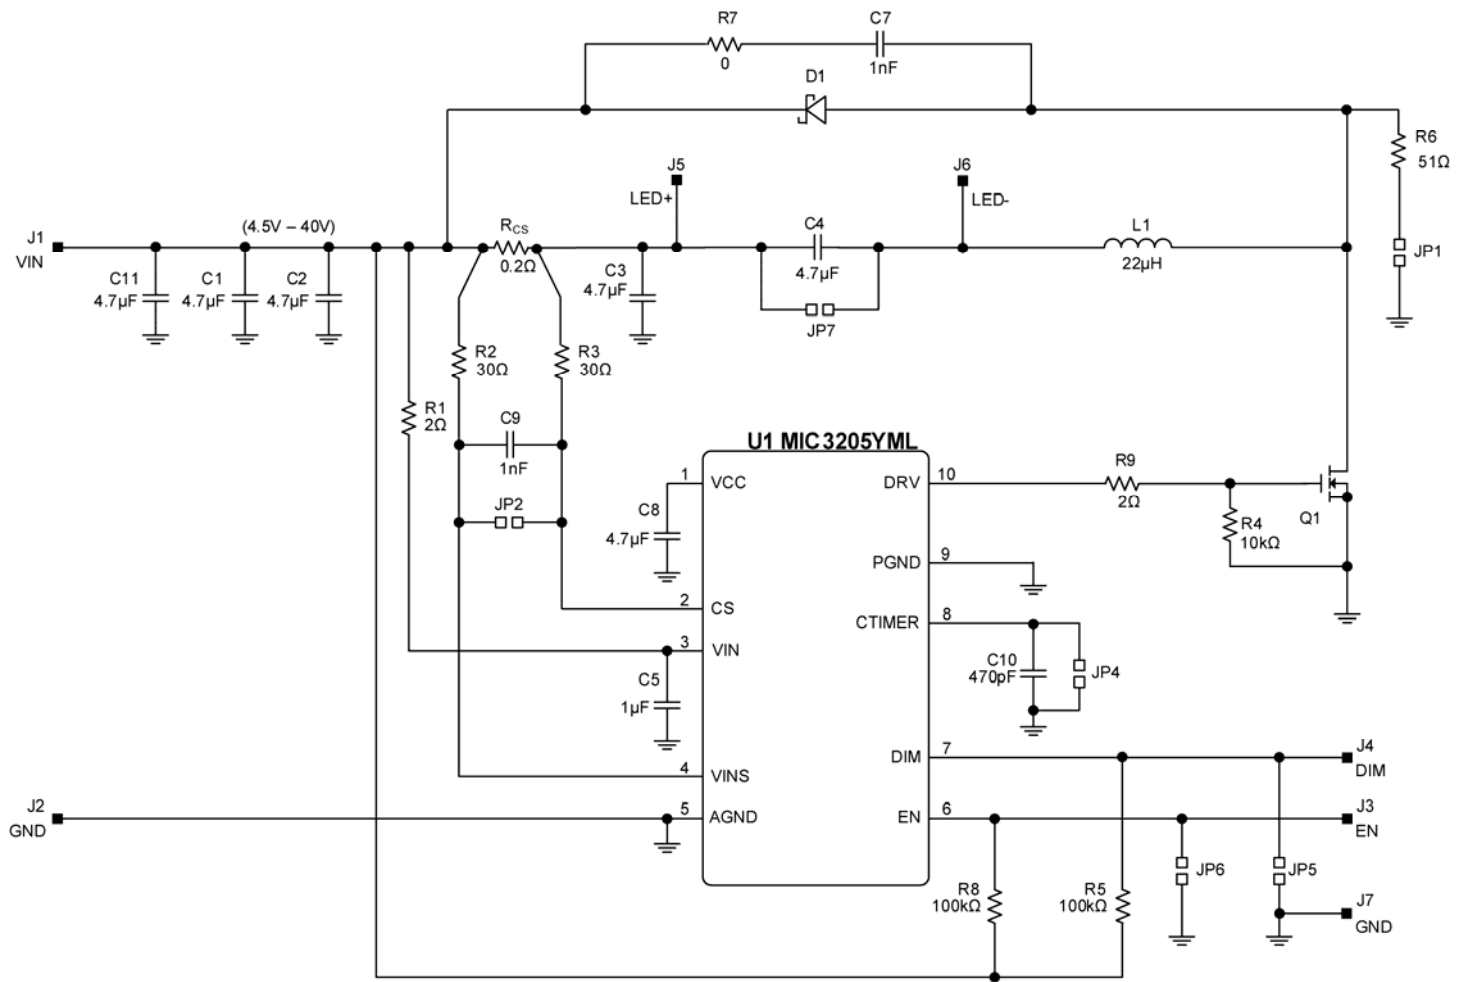 R7
0
C7
1nF
D1
R6
51Ω
J5
LED+
J6
LED-
J1
VIN
(4.5V – 40V)
RCS
0.2Ω
C4
4.7µF
L1
22µH
JP1
C11
4.7µF
C1
4.7µF
C2
4.7µF
C3
4.7µF
JP7
R2
30Ω
R3
30Ω
R1
2Ω
C9
1nF
JP2
U1 MIC3205YML
1
VCC
C8
4.7µF
2
CS
3
VIN
C5
1µF
4
VINS
5
AGND
J2
GND
DRV
10
R9
2Ω
R4
10kΩ
Q1
PGND
9
CTIMER
8
C10
470pF
JP4
DIM
7
J4
DIM
EN
6
J3
EN
JP6
JP5
R8
100kΩ
R5
100kΩ
J7
GND